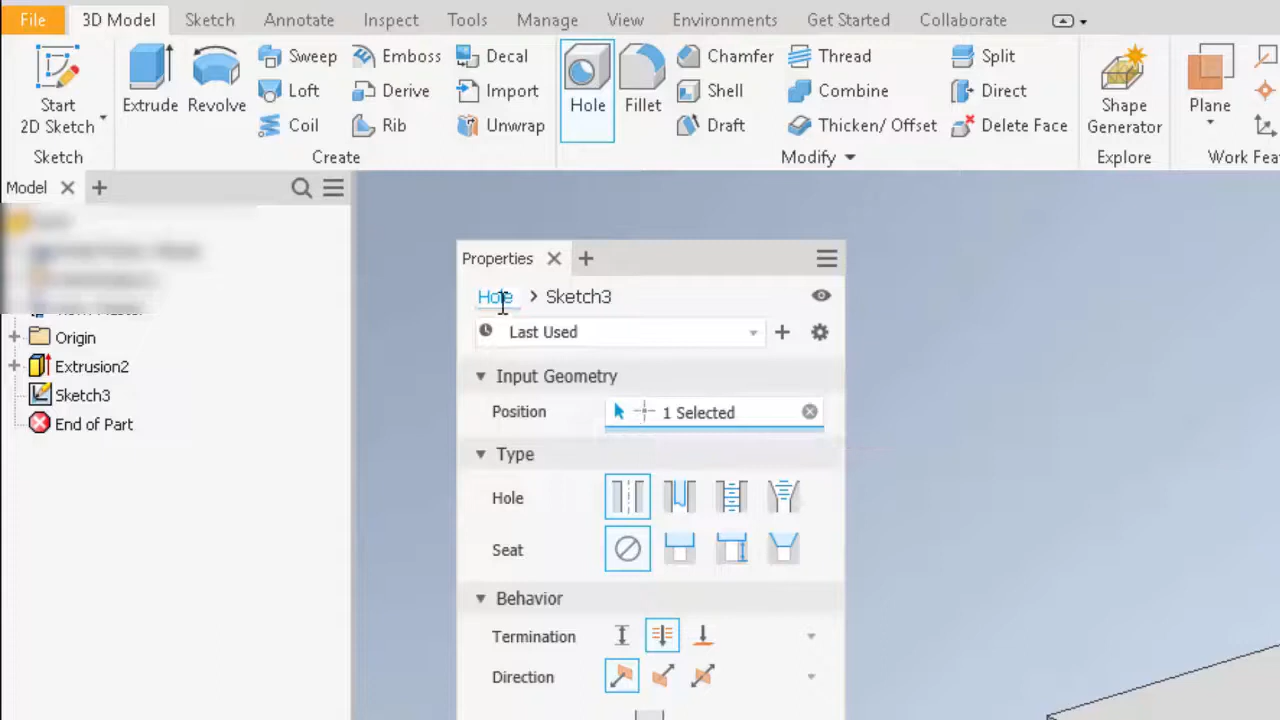 File 3D Model Sketch Annotate Inspect Tools Manage View Environments Get Started Collaborate
Start
2D Sketch
Extrude
Revolve
Sweep
Loft
Coil
Emboss
Derive
Rib
Decal
Import
Unwrap
Hole
Fillet
Chamfer
Shell
Draft
Thread
Combine
Thicken/ Offset
Split
Direct
Delete Face
Shape
Generator
Plane
Sketch
Create
Modify
Explore
Work Fea
Model
Origin
Extrusion2
Sketch3
End of Part
Properties
Hole > Sketch3
Last Used
Input Geometry
Position 1 Selected
Type
Hole
Seat
Behavior
Termination
Direction